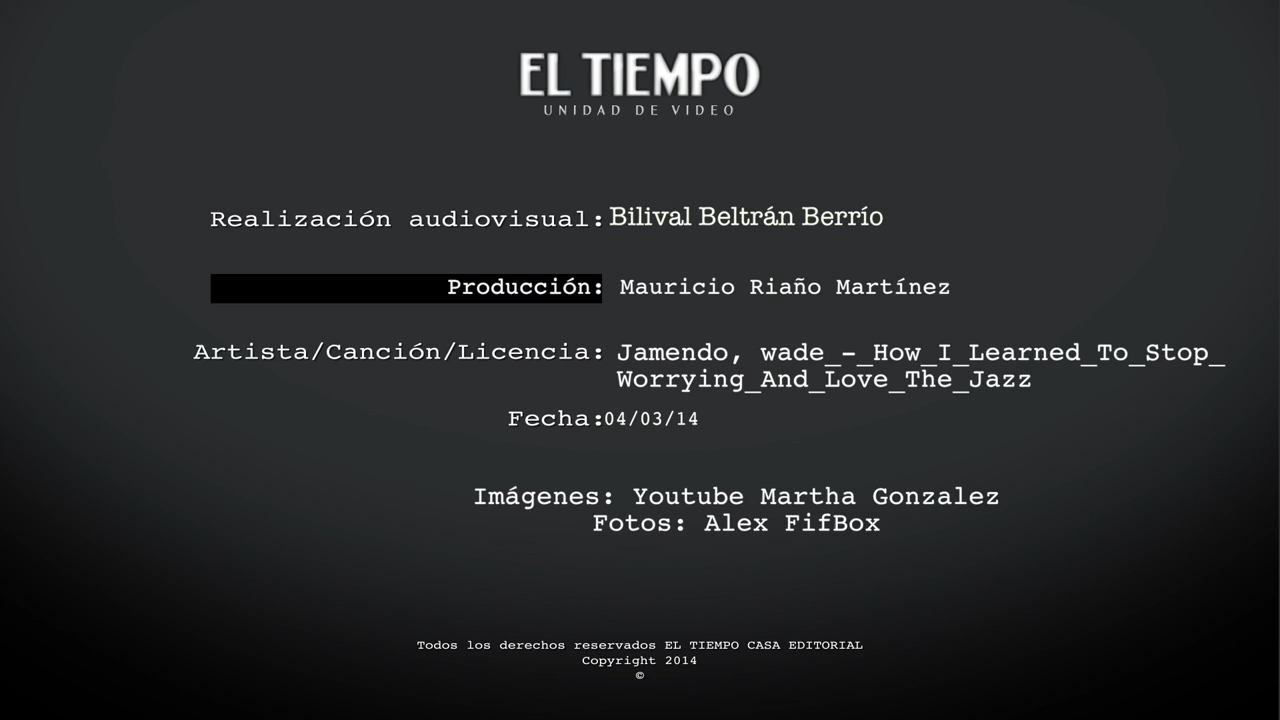 EL TIEMPO
UNIDAD DE VIDEO
Realización audiovisual: Bilival Beltrán Berrío
Producción: Mauricio Riaño Martínez
Artista/Canción/Licencia: Jamendo, wade_-_How_I_Learned_To_Stop_
Worrying_And_Love_The_Jazz
Fecha:04/03/14
Imágenes: Youtube Martha Gonzalez
Fotos: Alex FifBox
Todos los derechos reservados EL TIEMPO CASA EDITORIAL
Copyright 2014
©